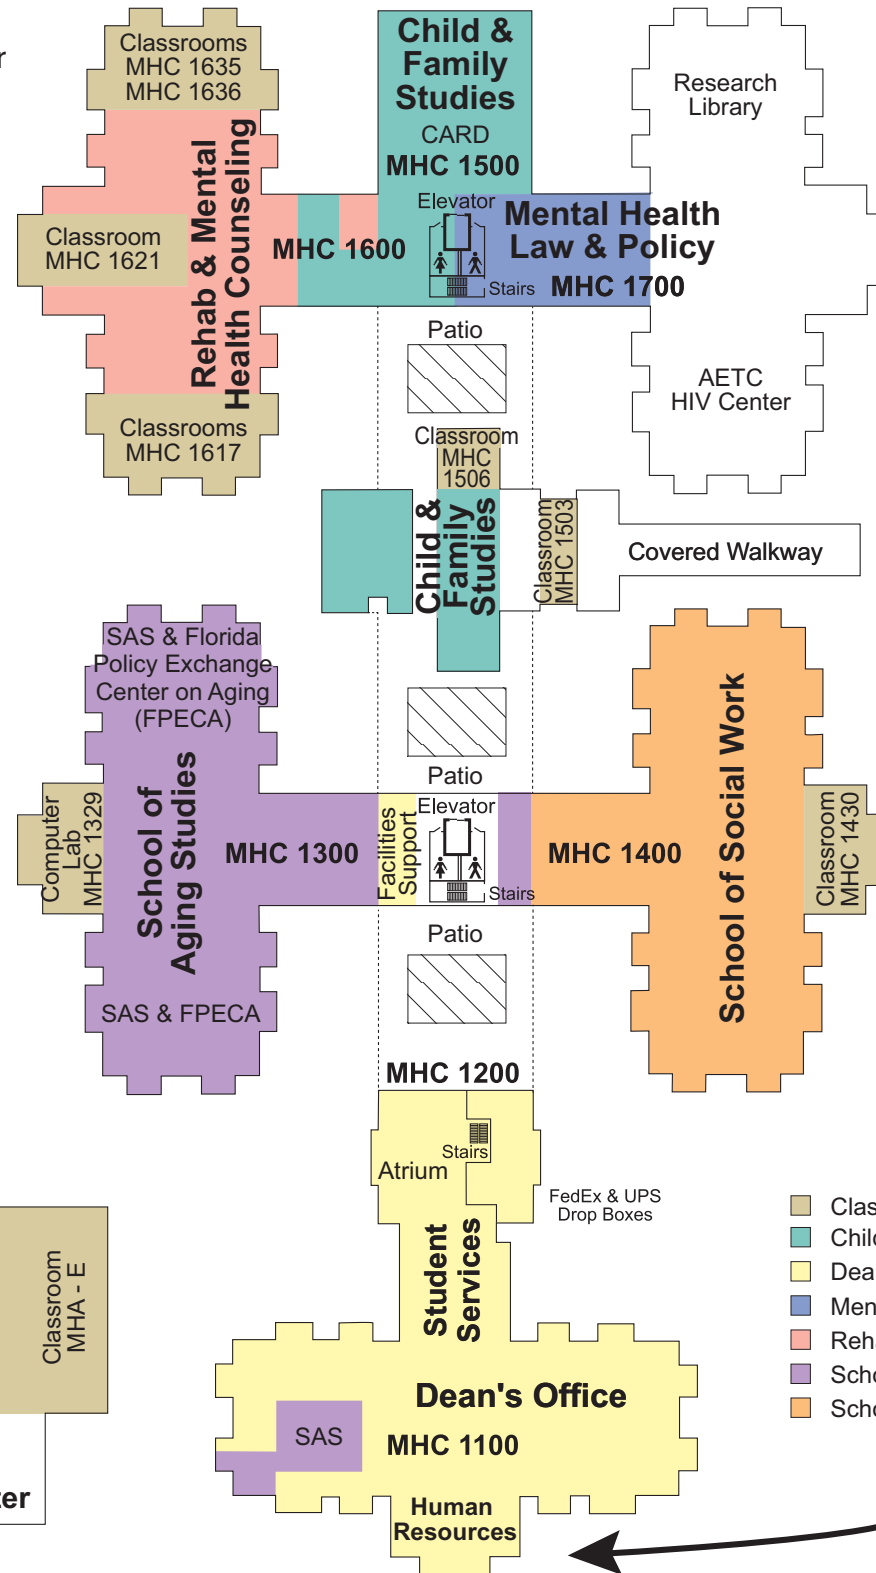 Classrooms
MHC 1635
MHC 1636
Rehab & Mental
Health Counseling
Classroom
MHC 1621
Classrooms
MHC 1617
MHC 1600
Child &
Family
Studies
CARD
MHC 1500
Elevator
Stairs
Mental Health
Law & Policy
MHC 1700
Research
Library
AETC
HIV Center
Patio
Classroom
MHC
1506
Child &
Family
Studies
Classroom
MHC 1503
Covered Walkway
SAS & Florida
Policy Exchange
Center on Aging
(FPECA)
School of
Aging Studies
Computer
Lab
MHC 1329
SAS & FPECA
MHC 1300
Patio
Facilities
Support
Elevator
Stairs
MHC 1400
School of Social Work
Classroom
MHC 1430
Patio
MHC 1200
Stairs
Atrium
FedEx & UPS
Drop Boxes
Student
Services
Classroom
MHA - E
Dean's Office
SAS
MHC 1100
Human
Resources